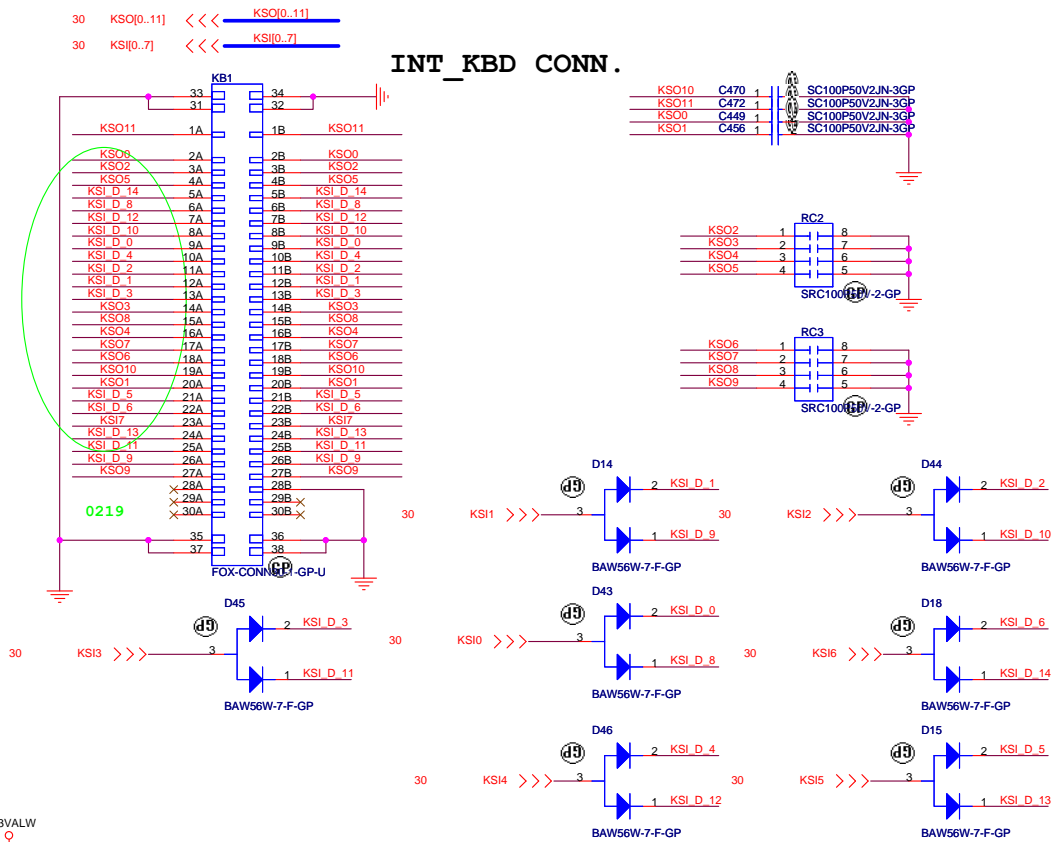 30 KSO[0..11] KSO[0..11]
30 KSI[0..7] KSI[0..7]
INT_KBD CONN.
KB1
33 34
31 32
KSO11 1A 1B KSO11
KSO0 2A 2B KSO0
KSO2 3A 3B KSO2
KSO5 4A 4B KSO5
KSI_D_14 5A 5B KSI_D_14
KSI_D_8 6A 6B KSI_D_8
KSI_D_12 7A 7B KSI_D_12
KSI_D_10 8A 8B KSI_D_10
KSI_D_0 9A 9B KSI_D_0
KSI_D_4 10A 10B KSI_D_4
KSI_D_2 11A 11B KSI_D_2
KSI_D_1 12A 12B KSI_D_1
KSI_D_3 13A 13B KSI_D_3
KSO3 14A 14B KSO3
KSO8 15A 15B KSO8
KSO4 16A 16B KSO4
KSO7 17A 17B KSO7
KSO6 18A 18B KSO6
KSO10 19A 19B KSO10
KSO1 20A 20B KSO1
KSI_D_5 21A 21B KSI_D_5
KSI_D_6 22A 22B KSI_D_6
KSI7 23A 23B KSI7
KSI_D_13 24A 24B KSI_D_13
KSI_D_11 25A 25B KSI_D_11
KSI_D_9 26A 26B KSI_D_9
KSO9 27A 27B KSO9
28A 28B
29A 29B
0219 30A 30B
35 36
37 38
GP
KSO10 C470 1 SC100P50V2JN-3GP
KSO11 C472 1 SC100P50V2JN-3GP
KSO0 C449 1 SC100P50V2JN-3GP
KSO1 C456 1 SC100P50V2JN-3GP
RC2
KSO2 1 8
KSO3 2 7
KSO4 3 6
KSO5 4 5
GP
RC3
KSO6 1 8
KSO7 2 7
KSO8 3 6
KSO9 4 5
GP
D14
GP
2 KSI_D_1
30 KSI1 3
1 KSI_D_9
BAW56W-7-F-GP
D44
GP
2 KSI_D_2
30 KSI2 3
1 KSI_D_10
BAW56W-7-F-GP
D45
GP
2 KSI_D_3
30 KSI3 3
1 KSI_D_11
BAW56W-7-F-GP
D43
GP
2 KSI_D_0
30 KSI0 3
1 KSI_D_8
BAW56W-7-F-GP
D18
GP
2 KSI_D_6
30 KSI6 3
1 KSI_D_14
BAW56W-7-F-GP
D46
GP
2 KSI_D_4
30 KSI4 3
1 KSI_D_12
BAW56W-7-F-GP
D15
GP
2 KSI_D_5
30 KSI5 3
1 KSI_D_13
BAW56W-7-F-GP